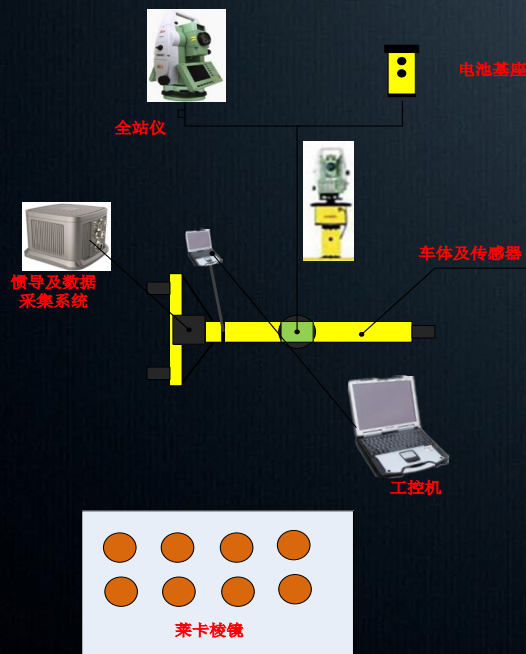 电池基座
全站仪
车体及传感器
惯导及数据
采集系统
工控机
莱卡棱镜